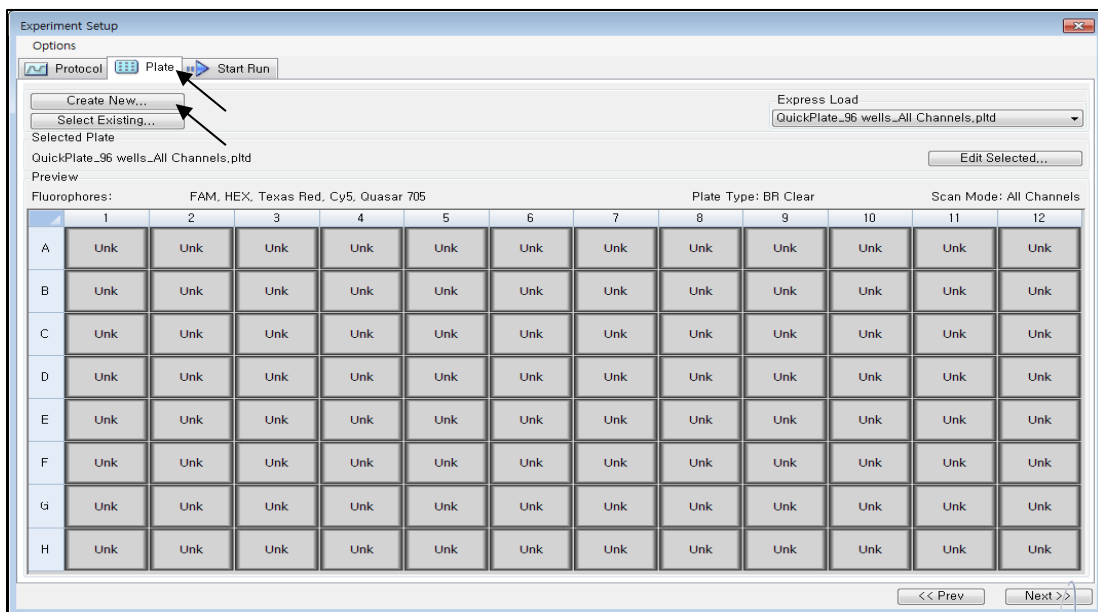 Experiment Setup
Options
Protocol Plate Start Run
Create New... Express Load
Select Existing... QuickPlate_96 wells_All Channels.pltd
Selected Plate
QuickPlate_96 wells_All Channels.pltd Edit Selected...
Preview
Fluorophores: FAM, HEX, Texas Red, Cy5, Quasar 705 Plate Type: BR Clear Scan Mode: All Channels
1 2 3 4 5 6 7 8 9 10 11 12
A Unk Unk Unk Unk Unk Unk Unk Unk Unk Unk Unk Unk
B Unk Unk Unk Unk Unk Unk Unk Unk Unk Unk Unk Unk
C Unk Unk Unk Unk Unk Unk Unk Unk Unk Unk Unk Unk
D Unk Unk Unk Unk Unk Unk Unk Unk Unk Unk Unk Unk
E Unk Unk Unk Unk Unk Unk Unk Unk Unk Unk Unk Unk
F Unk Unk Unk Unk Unk Unk Unk Unk Unk Unk Unk Unk
G Unk Unk Unk Unk Unk Unk Unk Unk Unk Unk Unk Unk
H Unk Unk Unk Unk Unk Unk Unk Unk Unk Unk Unk Unk
<< Prev Next >>